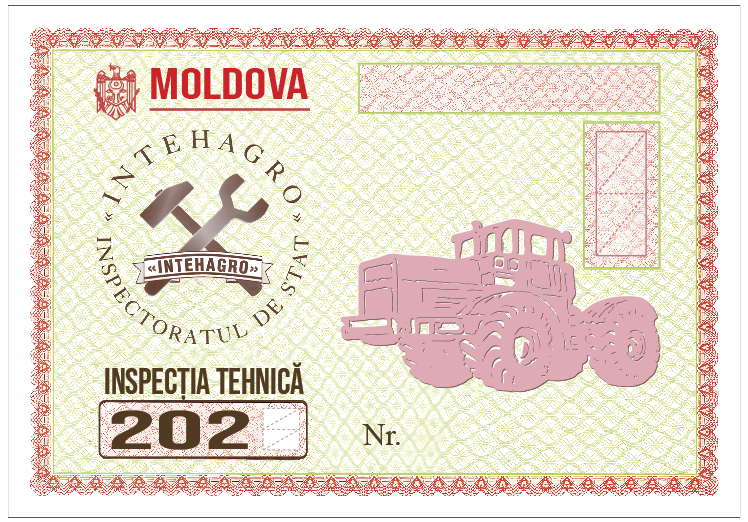 MOLDOVA
« INTEHAGRO »
INSPECTORATUL DE STAT
«INTEHAGRO»
INSPECȚIA TEHNICĂ
202
Nr.